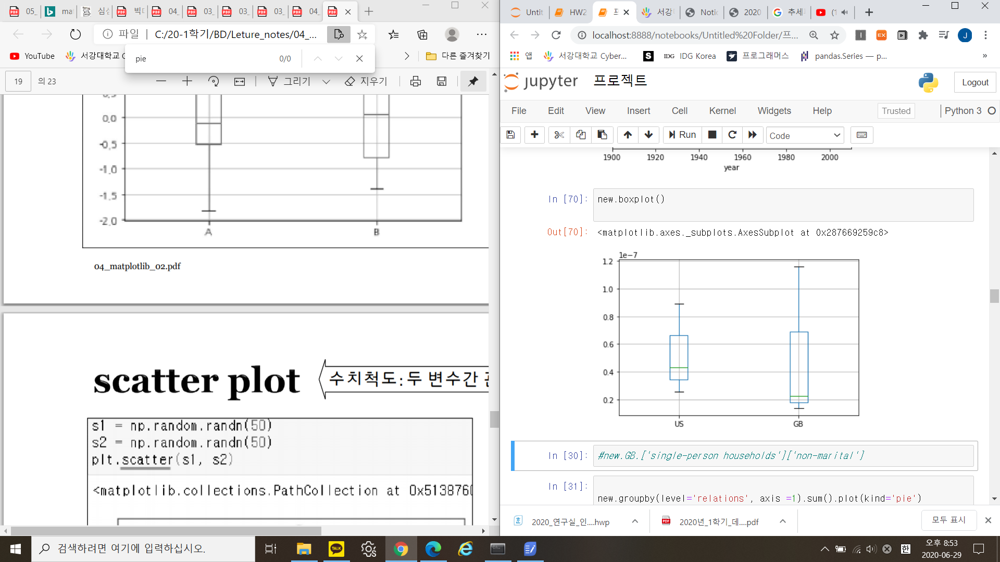 05_
ma
심
빅
04_
03_
03_
03_
04_
파일
C:/20-1학기/BD/Leture_notes/04_...
YouTube
서강대학교 C
다른 즐겨찾기
pie
0/0
19
의 23
그리기
지우기
0.0
-0.5
-1.0
-1.5
-2.0
A
B
04_matplotlib_02.pdf
scatter plot
수치척도:두 변수간
s1 = np.random.randn(50)
s2 = np.random.randn(50)
plt.scatter(s1, s2)
<matplotlib.collections.PathCollection at 0x5138760
Untit
HW2
프
서강
Notic
2020
추세
(1
localhost:8888/notebooks/Untitled%20Folder/프...
J
앱
서강대학교 Cyber...
IDG IDG Korea
프로그래머스
pandas.Series — p...
»
jupyter
프로젝트
Logout
File
Edit
View
Insert
Cell
Kernel
Widgets
Help
Trusted
Python 3
Run
Code
1900
1920
1940
1960
1980
2000
year
In [70]:
new.boxplot()
Out[70]:
<matplotlib.axes._subplots.AxesSubplot at 0x287669259c8>
1e-7
1.2
1.0
0.8
0.6
0.4
0.2
US
GB
In [30]:
#new.GB.['single-person households']['non-marital']
In [31]:
new.groupby(level='relations', axis =1).sum().plot(kind='pie')
2020_연구실_인....hwp
2020년_1학기_데....pdf
모두 표시
검색하려면 여기에 입력하십시오.
TALK
한
오후 8:53
2020-06-29